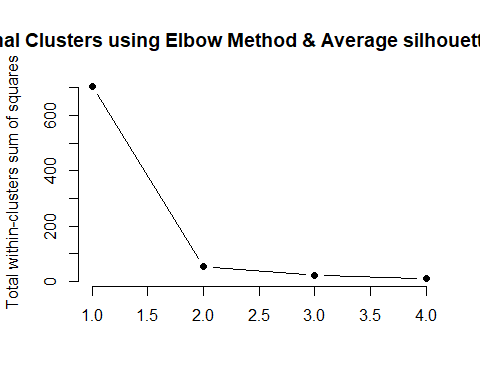 nal Clusters using Elbow Method & Average silhouett
Total within-clusters sum of squares
600
400
200
0
1.0 1.5 2.0 2.5 3.0 3.5 4.0